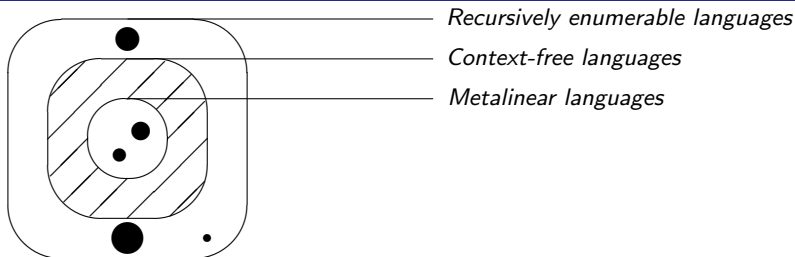 Recursively enumerable languages
Context-free languages
Metalinear languages